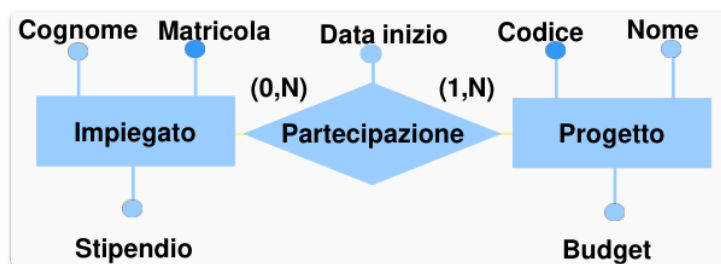 Cognome Matricola Data inizio Codice Nome
(0,N) (1,N)
Impiegato Partecipazione Progetto
Stipendio Budget